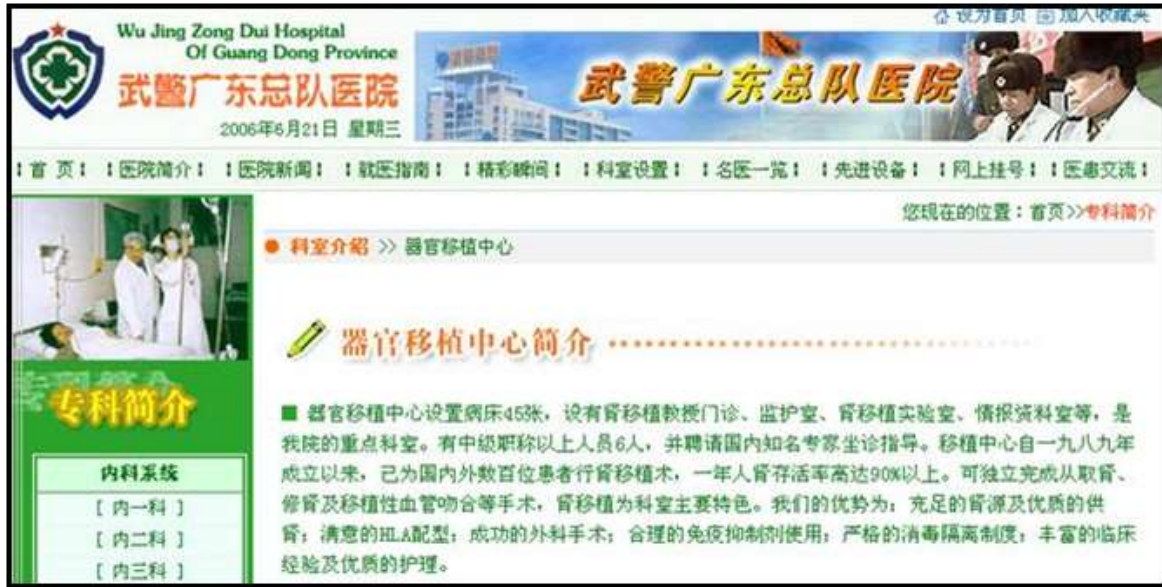 设为首页 加入收藏夹
Wu Jing Zong Dui Hospital
Of Guang Dong Province
武警广东总队医院
2006年6月21日 星期三
武警广东总队医院
首 页 医院简介 医院新闻 就医指南 精彩瞬间 科室设置 名医一览 先进设备 网上挂号 医患交流
您现在的位置：首页>>专科简介
科室介绍 >> 器官移植中心
器官移植中心简介
专科简介
内科系统
[ 内一科 ]
[ 内二科 ]
[ 内三科 ]
■ 器官移植中心设置病床45张，设有肾移植教授门诊、监护室、肾移植实验室、情报资料室等，是
我院的重点科室。有中级职称以上人员6人，并聘请国内知名专家坐诊指导。移植中心自一九八九年
成立以来，已为国内外数百位患者行肾移植术，一年人肾存活率高达90%以上。可独立完成从取肾、
修肾及移植性血管吻合等手术，肾移植为科室主要特色。我们的优势为：充足的肾源及优质的供
肾；满意的HLA配型；成功的外科手术；合理的免疫抑制剂使用；严格的消毒隔离制度；丰富的临床
经验及优质的护理。